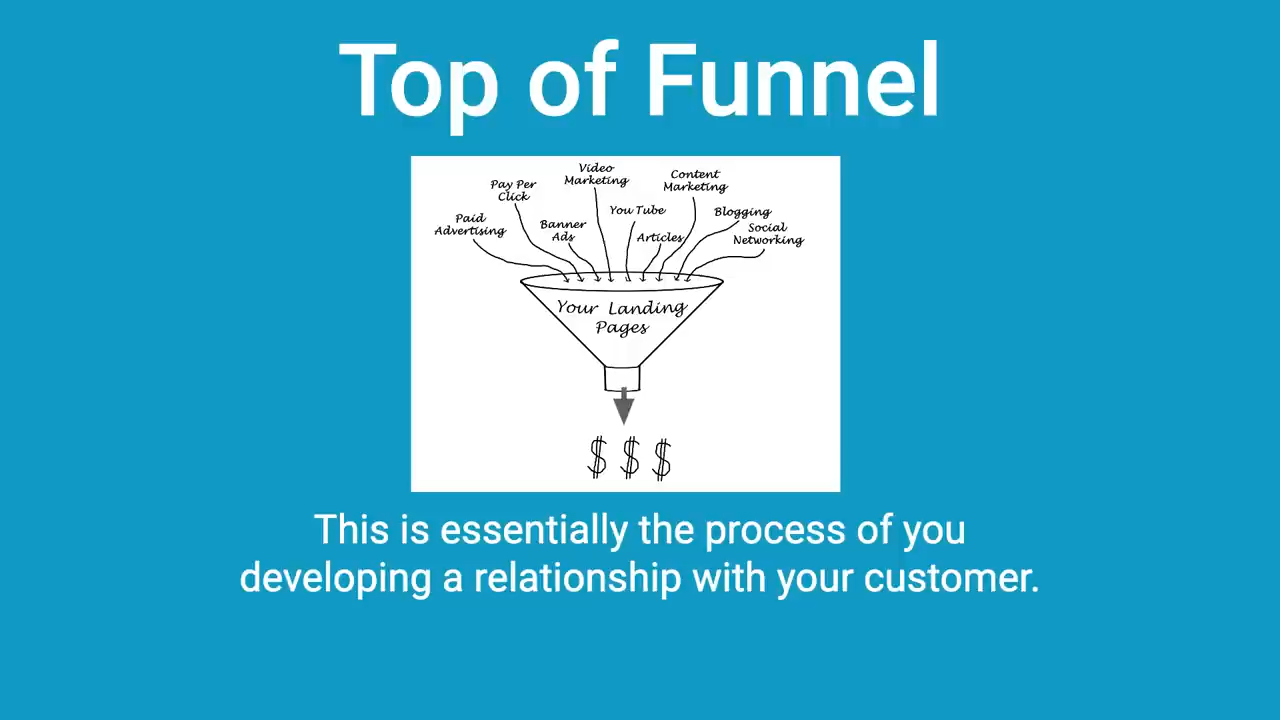 Top of Funnel
Video
Marketing
Content
Marketing
Pay Per
Click
You Tube
Blogging
Paid
Advertising
Banner
Ads
Articles
Social
Networking
Your Landing
Pages
$ $ $
This is essentially the process of you
developing a relationship with your customer.